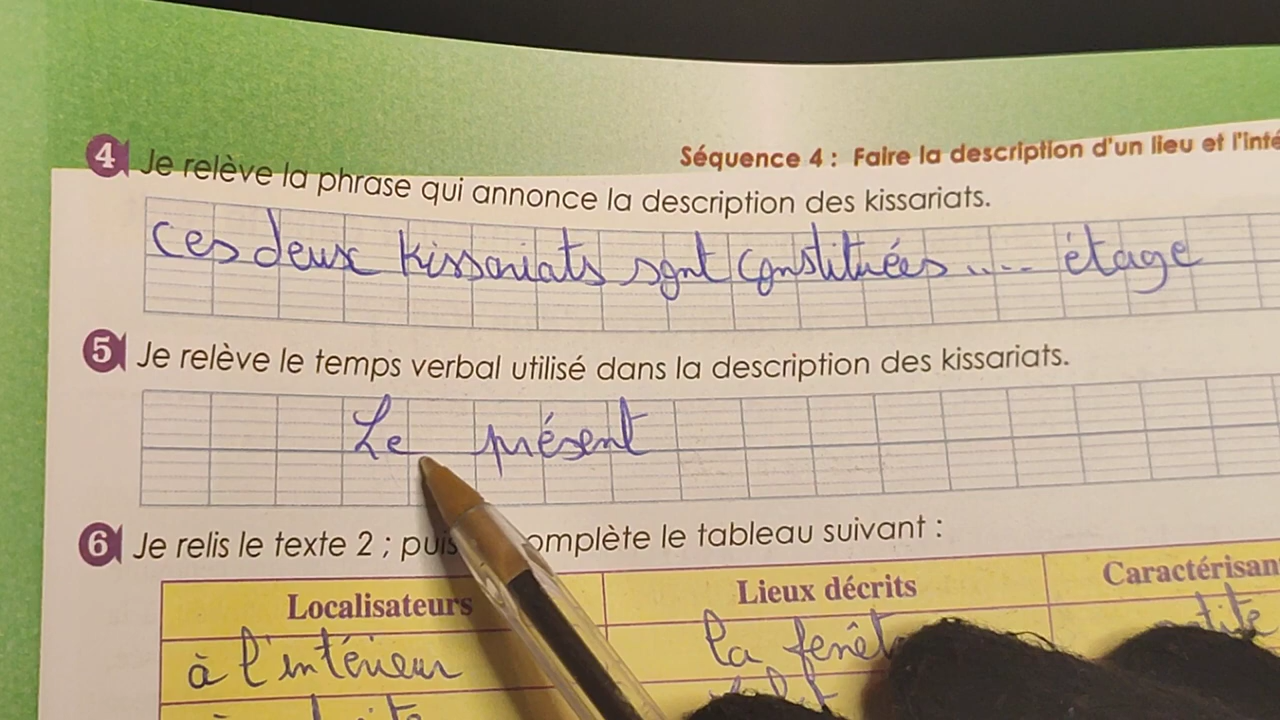 Séquence 4 : Faire la description d'un lieu et l'inté
4 Je relève la phrase qui annonce la description des kissariats.
ces deux kissariats sont constituées .... étage
5 Je relève le temps verbal utilisé dans la description des kissariats.
Le présent
6 Je relis le texte 2 ; puis omplète le tableau suivant :
Localisateurs Lieux décrits Caractérisan
à l'intérieur la fenêt